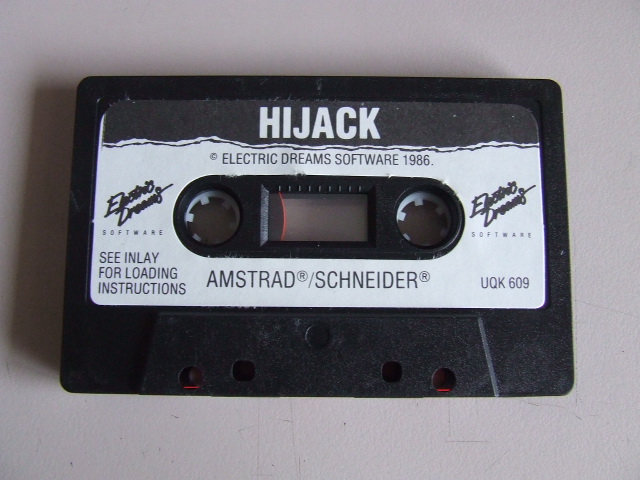 HIJACK
© ELECTRIC DREAMS SOFTWARE 1986.
Electric
Dreams
SOFTWARE
Electric
Dreams
SOFTWARE
SEE INLAY
FOR LOADING
INSTRUCTIONS
AMSTRAD®/SCHNEIDER®
UQK 609